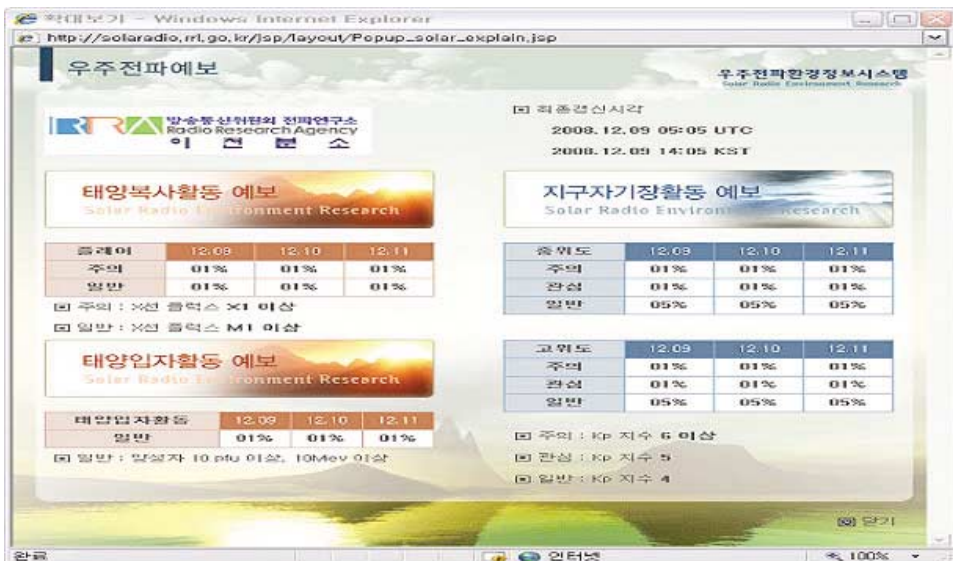 확대보기 - Windows Internet Explorer
http://solaradio.rrl.go.kr/jsp/layout/Popup_solar_explain.jsp
우주전파예보
우주전파환경정보시스템
Solar Radio Environment Research
RRA 방송통신위원회 전파연구소
Radio Research Agency
이 천 분 소
최종갱신시각
2008.12.09 05:05 UTC
2008.12.09 14:05 KST
태양복사활동 예보
Solar Radio Environment Research
플레어 12.09 12.10 12.11
주의 01% 01% 01%
일반 01% 01% 01%
주의 : X선 플럭스 X1 이상
일반 : X선 플럭스 M1 이상
태양입자활동 예보
Solar Radio Environment Research
태양입자활동 12.09 12.10 12.11
일반 01% 01% 01%
일반 : 양성자 10 pfu 이상, 10Mev 이상
지구자기장활동 예보
Solar Radio Environment Research
중위도 12.09 12.10 12.11
주의 01% 01% 01%
관심 01% 01% 01%
일반 05% 05% 05%
고위도 12.09 12.10 12.11
주의 01% 01% 01%
관심 01% 01% 01%
일반 05% 05% 05%
주의 : Kp 지수 6 이상
관심 : Kp 지수 5
일반 : Kp 지수 4
닫기
완료 인터넷 100%